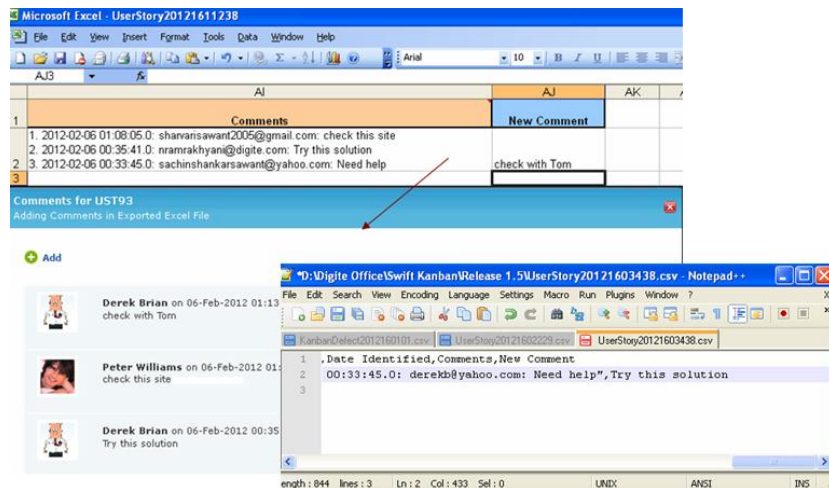 Microsoft Excel - UserStory20121611238
File Edit View Insert Format Tools Data Window Help
Arial 10 B I U
AJ3 fx
AI AJ AK
1 Comments New Comment
1. 2012-02-06 01:08:05.0: sharvarisawant2005@gmail.com: check this site
2. 2012-02-06 00:35:41.0: nramrakhyani@digite.com: Try this solution
2 3. 2012-02-06 00:33:45.0: sachinshankarsawant@yahoo.com: Need help check with Tom
3
Comments for UST93
Adding Comments in Exported Excel File
Add
Derek Brian on 06-Feb-2012 01:13
check with Tom
Peter Williams on 06-Feb-2012 01:
check this site
Derek Brian on 06-Feb-2012 00:35
Try this solution
*D:\Digite Office\Swift Kanban\Release 1.5\UserStory20121603438.csv - Notepad++
File Edit Search View Encoding Language Settings Macro Run Plugins Window ? X
KanbanDefect2012160101.csv UserStory20121602229.csv UserStory20121603438.csv
1 ,Date Identified,Comments,New Comment
2 00:33:45.0: derekb@yahoo.com: Need help",Try this solution
3
ength : 844 lines : 3 Ln : 2 Col : 433 Sel : 0 UNIX ANSI INS